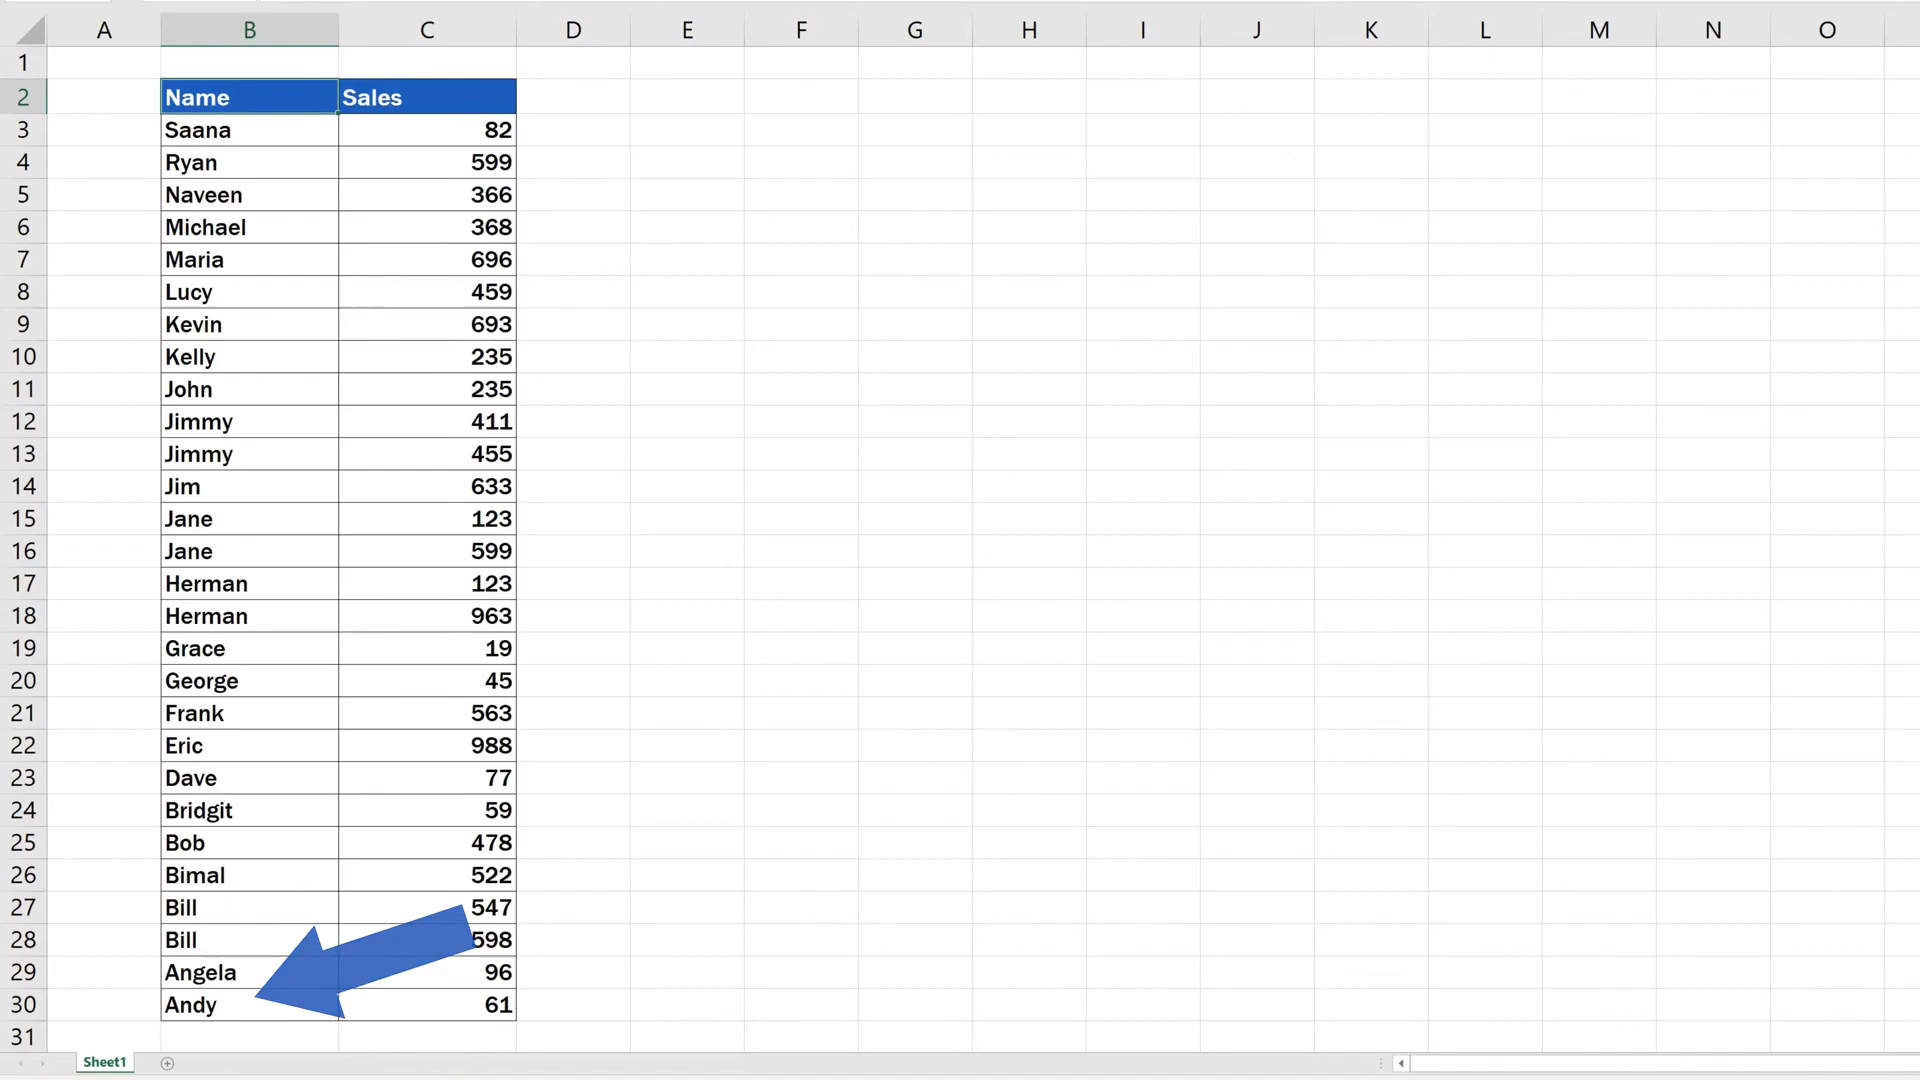 A B C D E F G H I J K L M N O
1
2 Name Sales
3 Saana 82
4 Ryan 599
5 Naveen 366
6 Michael 368
7 Maria 696
8 Lucy 459
9 Kevin 693
10 Kelly 235
11 John 235
12 Jimmy 411
13 Jimmy 455
14 Jim 633
15 Jane 123
16 Jane 599
17 Herman 123
18 Herman 963
19 Grace 19
20 George 45
21 Frank 563
22 Eric 988
23 Dave 77
24 Bridgit 59
25 Bob 478
26 Bimal 522
27 Bill 547
28 Bill 598
29 Angela 96
30 Andy 61
31
Sheet1